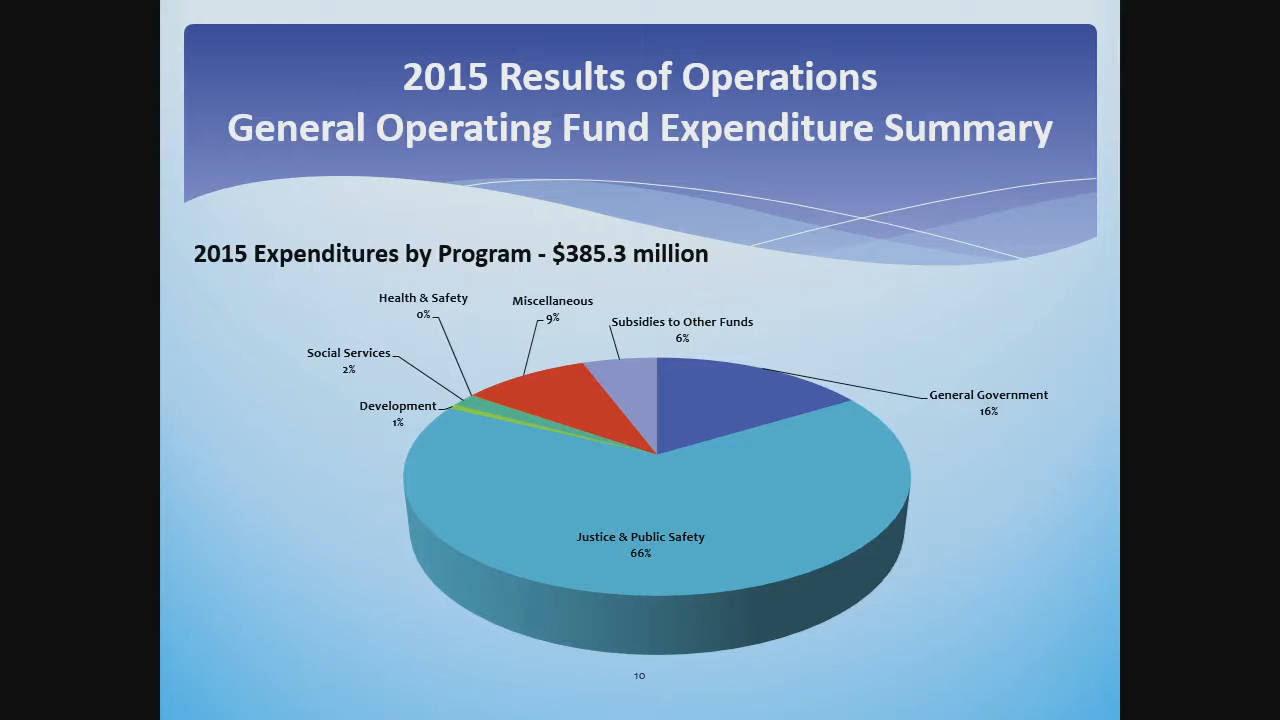 2015 Results of Operations
General Operating Fund Expenditure Summary
2015 Expenditures by Program - $385.3 million
Health & Safety
0%
Miscellaneous
9%
Subsidies to Other Funds
6%
Social Services
2%
Development
1%
General Government
16%
Justice & Public Safety
66%
10